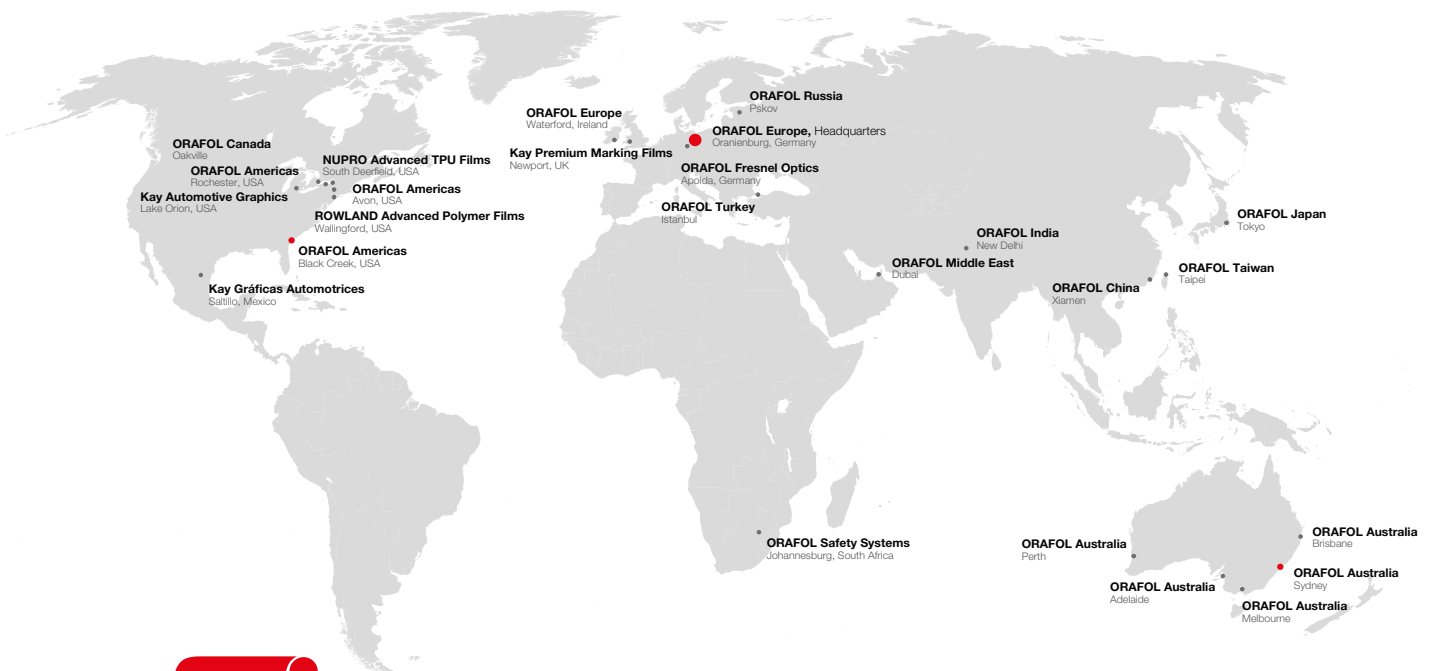 ORAFOL Russia
Pskov
ORAFOL Europe
Waterford, Ireland
ORAFOL Europe, Headquarters
Oranienburg, Germany
Kay Premium Marking Films
Newport, UK
ORAFOL Fresnel Optics
Apolda, Germany
ORAFOL Turkey
Istanbul
ORAFOL Canada
Oakville
NUPRO Advanced TPU Films
South Deerfield, USA
ORAFOL Americas
Rochester, USA
ORAFOL Americas
Avon, USA
Kay Automotive Graphics
Lake Orion, USA
ROWLAND Advanced Polymer Films
Wallingford, USA
ORAFOL Americas
Black Creek, USA
Kay Gráficas Automotrices
Saltillo, Mexico
ORAFOL Japan
Tokyo
ORAFOL India
New Delhi
ORAFOL Middle East
Dubai
ORAFOL Taiwan
Taipei
ORAFOL China
Xiamen
ORAFOL Safety Systems
Johannesburg, South Africa
ORAFOL Australia
Perth
ORAFOL Australia
Brisbane
ORAFOL Australia
Sydney
ORAFOL Australia
Adelaide
ORAFOL Australia
Melbourne